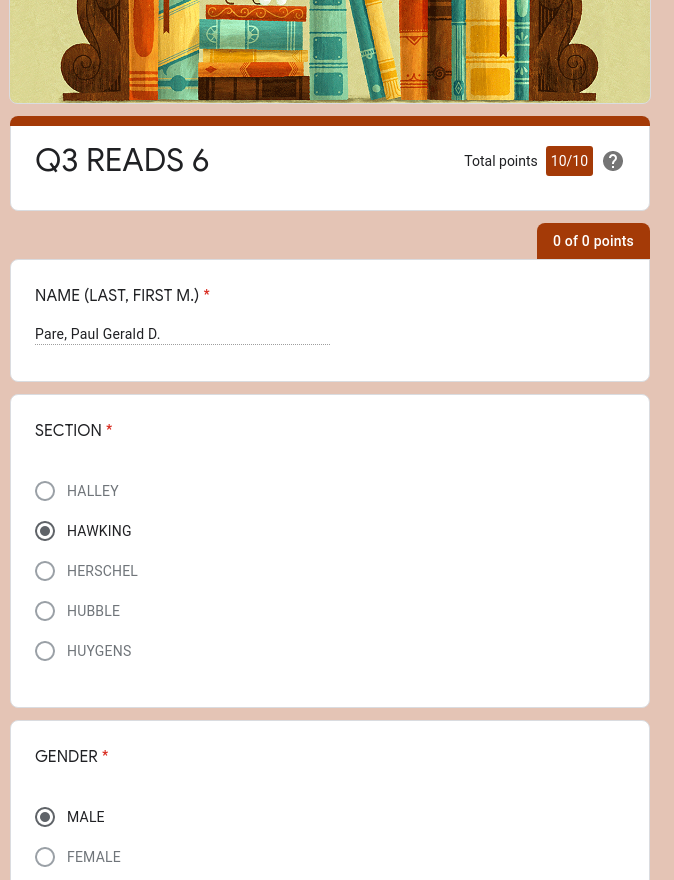 Q3 READS 6
Total points 10/10
0 of 0 points
NAME (LAST, FIRST M.) *
Pare, Paul Gerald D.
SECTION *
HALLEY
HAWKING
HERSCHEL
HUBBLE
HUYGENS
GENDER *
MALE
FEMALE